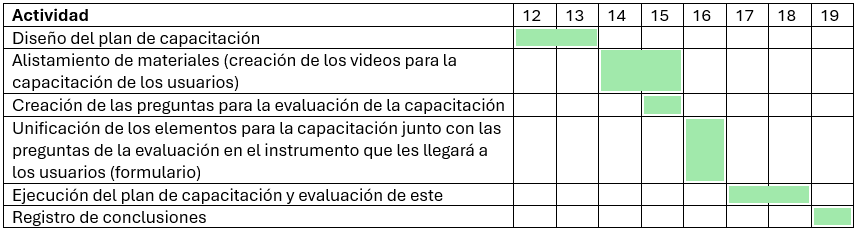 Actividad 12 13 14 15 16 17 18 19
Diseño del plan de capacitación
Alistamiento de materiales (creación de los videos para la
capacitación de los usuarios)
Creación de las preguntas para la evaluación de la capacitación
Unificación de los elementos para la capacitación junto con las
preguntas de la evaluación en el instrumento que les llegará a
los usuarios (formulario)
Ejecución del plan de capacitación y evaluación de este
Registro de conclusiones